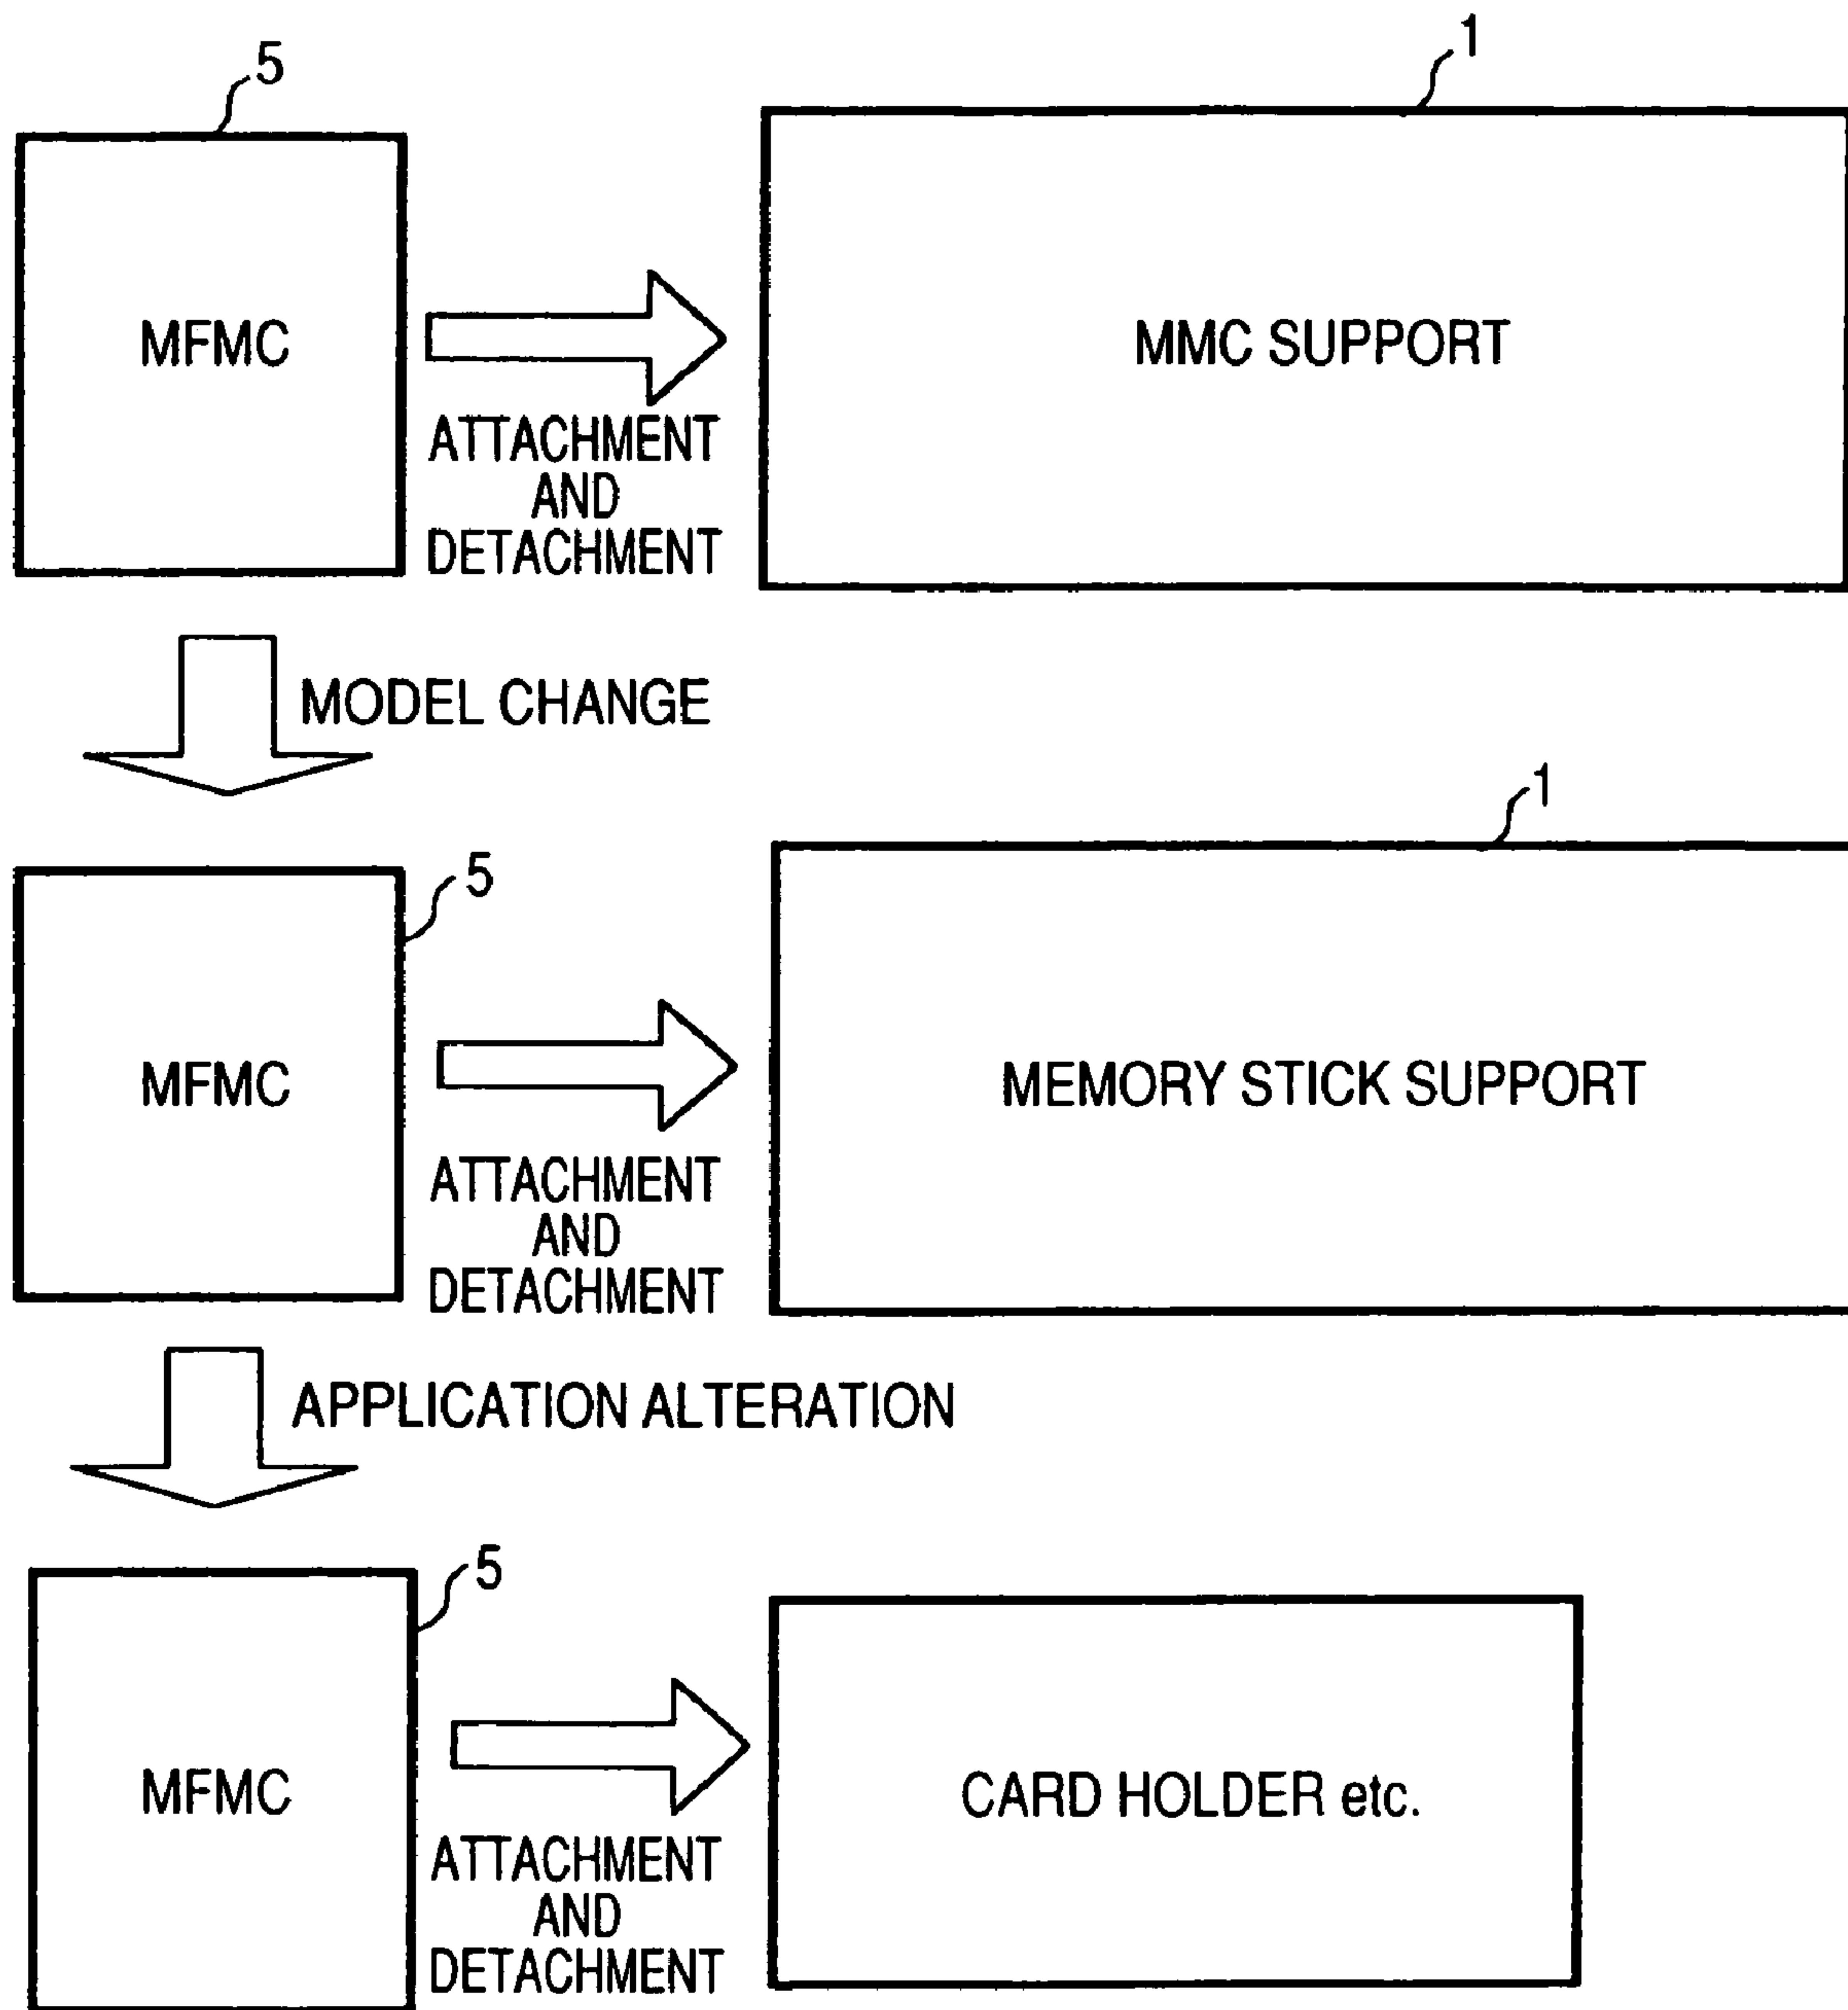 5
1
MFMC
MMC SUPPORT
ATTACHMENT
AND
DETACHMENT
MODEL CHANGE
1
5
MFMC
MEMORY STICK SUPPORT
ATTACHMENT
AND
DETACHMENT
APPLICATION ALTERATION
5
MFMC
CARD HOLDER etc.
ATTACHMENT
AND
DETACHMENT